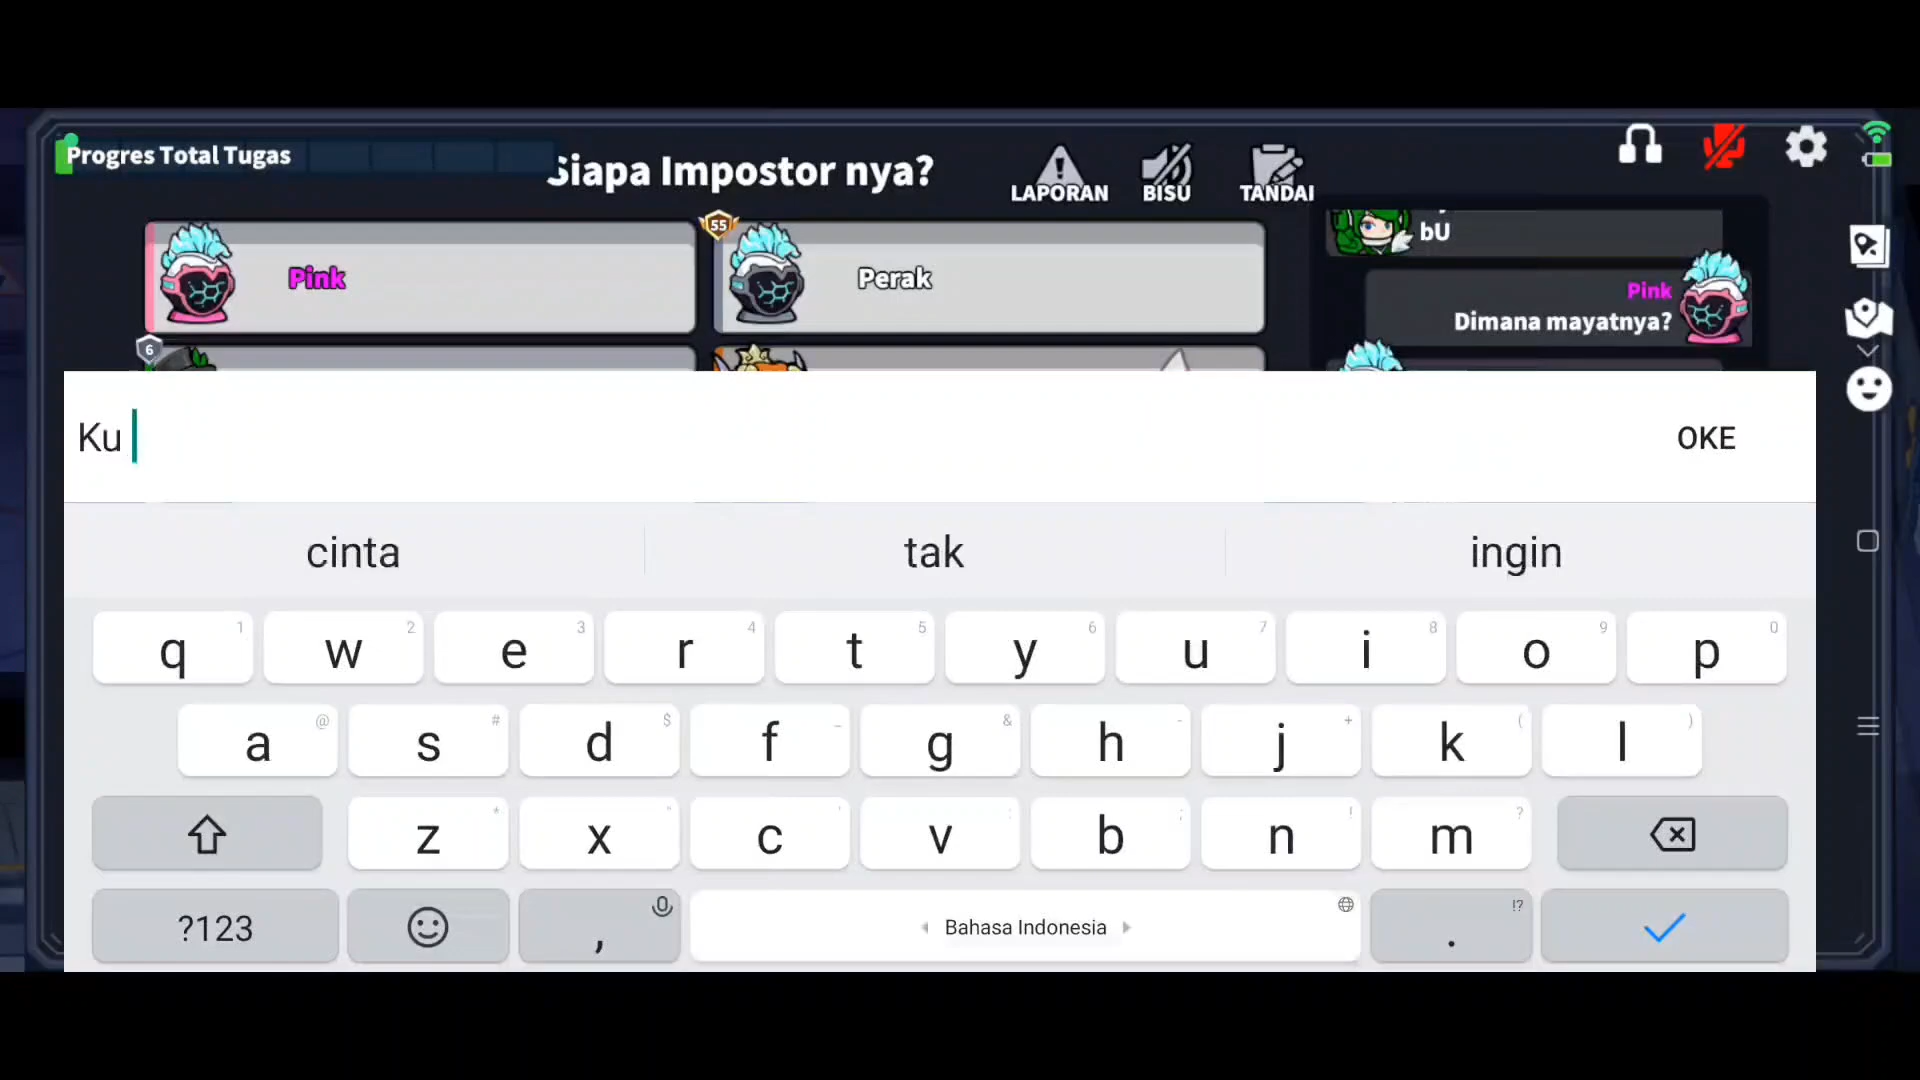 Progres Total Tugas
Siapa Impostor nya?
LAPORAN
BISU
TANDAI
55
Pink
Perak
bU
Pink
Dimana mayatnya?
6
Ku
OKE
cinta tak ingin
1 2 3 4 5 6 7 8 9 0
q w e r t y u i o p
@ # $ _ & - + ( )
a s d f g h j k l
* " ' : ; ! ?
z x c v b n m
?123 , Bahasa Indonesia . !?